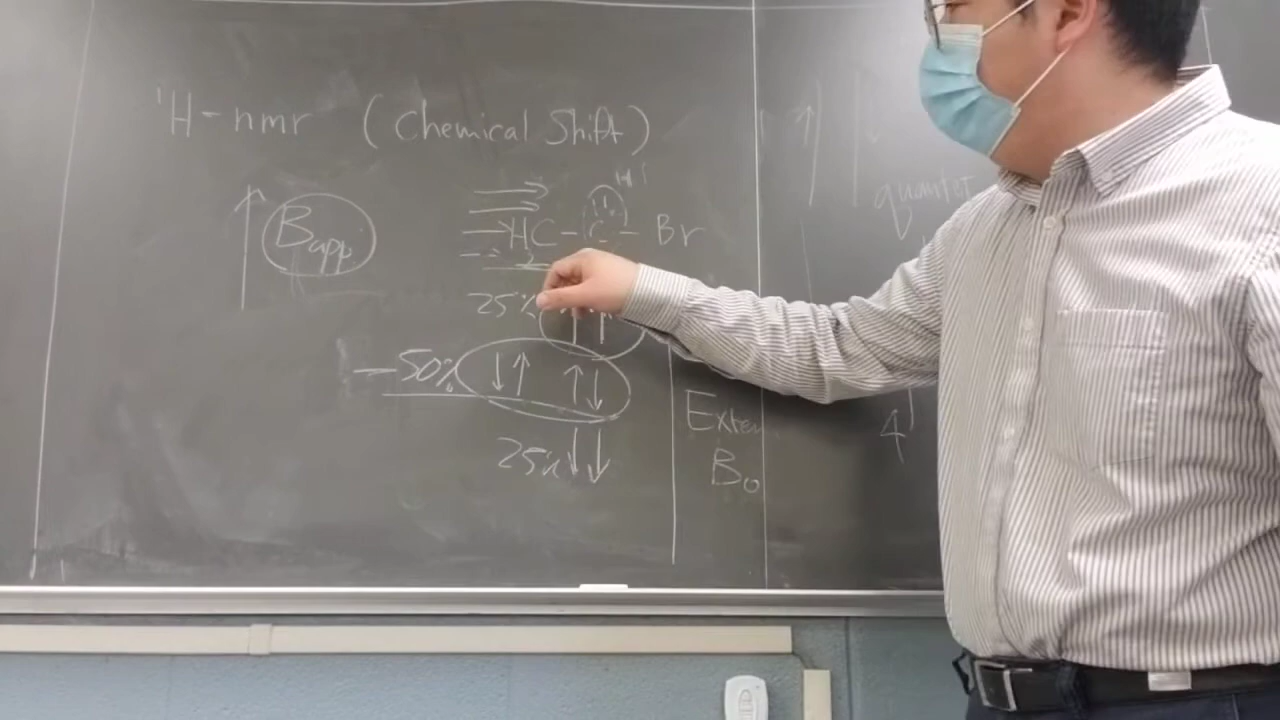 ¹H-nmr (Chemical Shift)
H
Bapp
HC - C - Br
25%
50%
Exter
4
B₀
25%